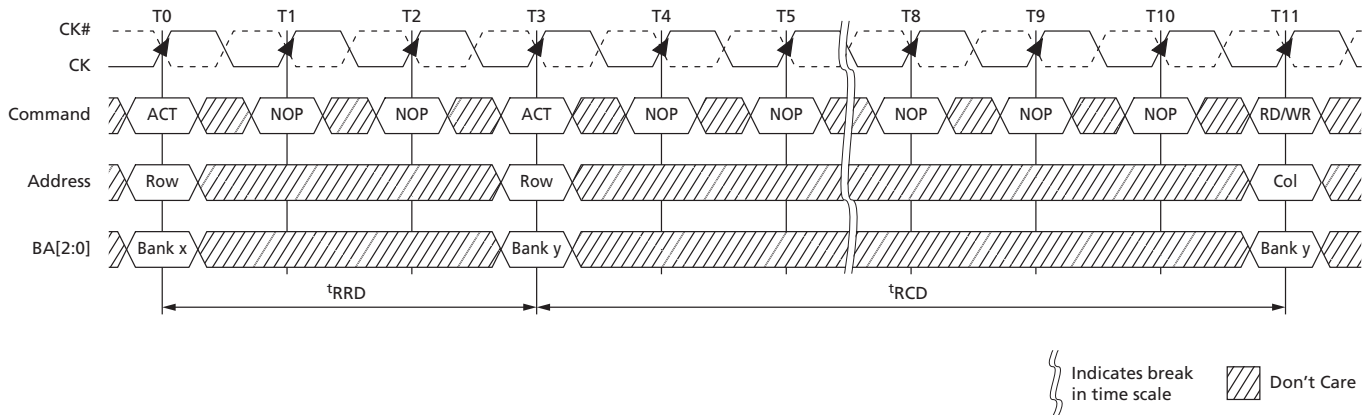 T0 T1 T2 T3 T4 T5 T8 T9 T10 T11
CK#
CK
Command ACT NOP NOP ACT NOP NOP NOP NOP NOP RD/WR
Address Row Row Col
BA[2:0] Bank x Bank y Bank y
tRRD tRCD
Indicates break
in time scale
Don't Care